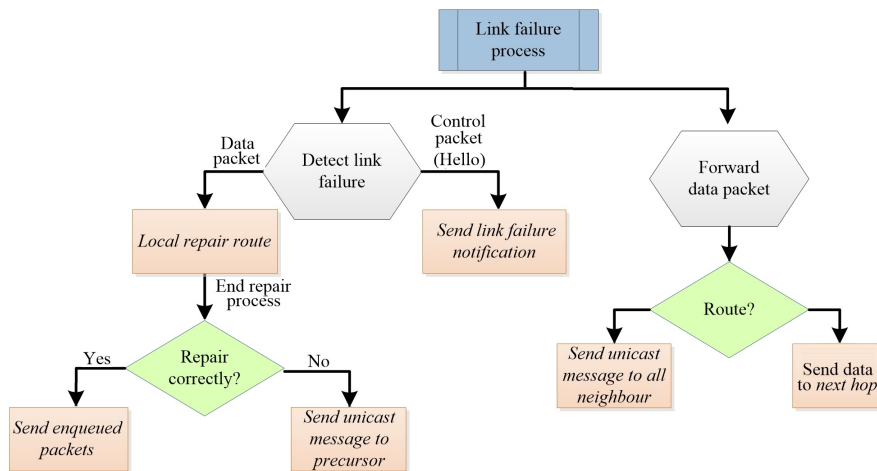 Link failure
process
Control
packet
(Hello)
Data
packet
Detect link
failure
Forward
data packet
Local repair route
Send link failure
notification
End repair
process
Route?
Yes
Repair
correctly?
No
Send unicast
message to all
neighbour
Send data
to next hop
Send enqueued
packets
Send unicast
message to
precursor